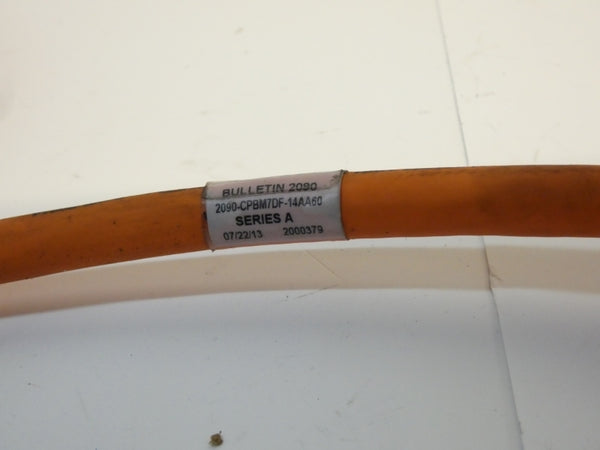 BULLETIN 2090
2090-CPBM7DF-14AA60
SERIES A
07/22/13 2000379